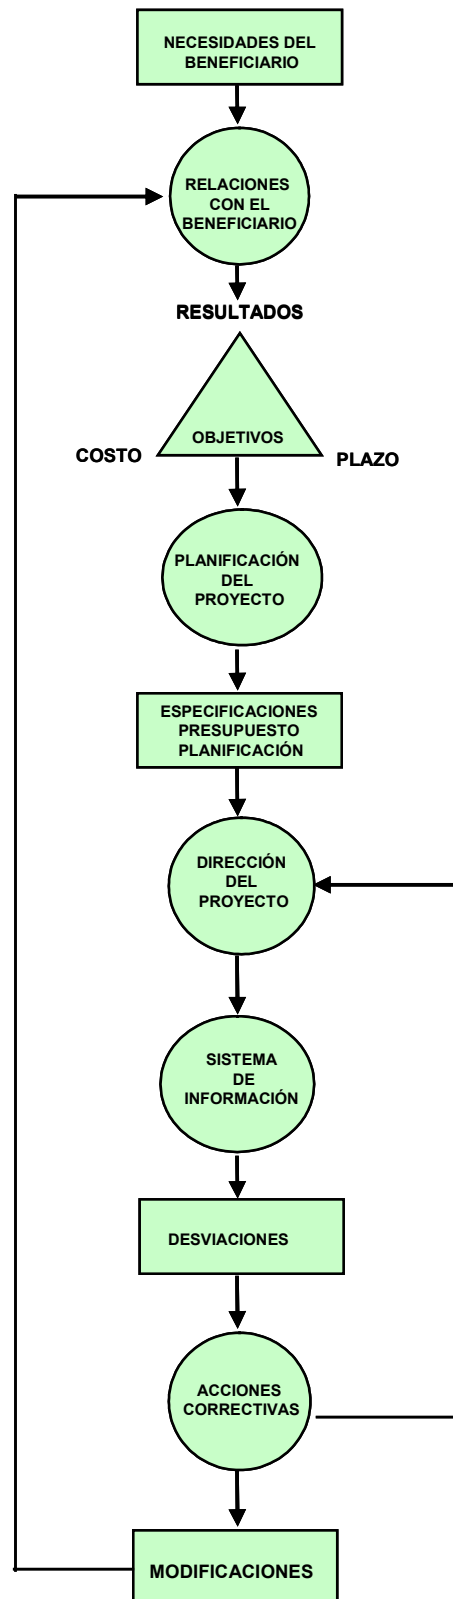 NECESIDADES DEL
BENEFICIARIO
RELACIONES
CON EL
BENEFICIARIO
RESULTADOS
OBJETIVOS
COSTO
PLAZO
PLANIFICACIÓN
DEL
PROYECTO
ESPECIFICACIONES
PRESUPUESTO
PLANIFICACIÓN
DIRECCIÓN
DEL
PROYECTO
SISTEMA
DE
INFORMACIÓN
DESVIACIONES
ACCIONES
CORRECTIVAS
MODIFICACIONES